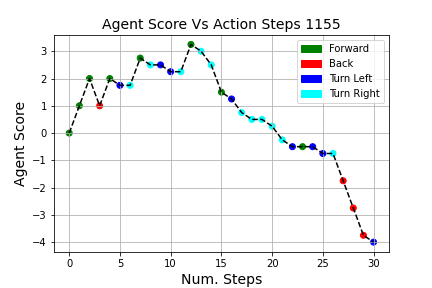 Agent Score Vs Action Steps 1155
Forward
Back
Turn Left
Turn Right
Agent Score
3
2
1
0
−1
−2
−3
−4
0 5 10 15 20 25 30
Num. Steps